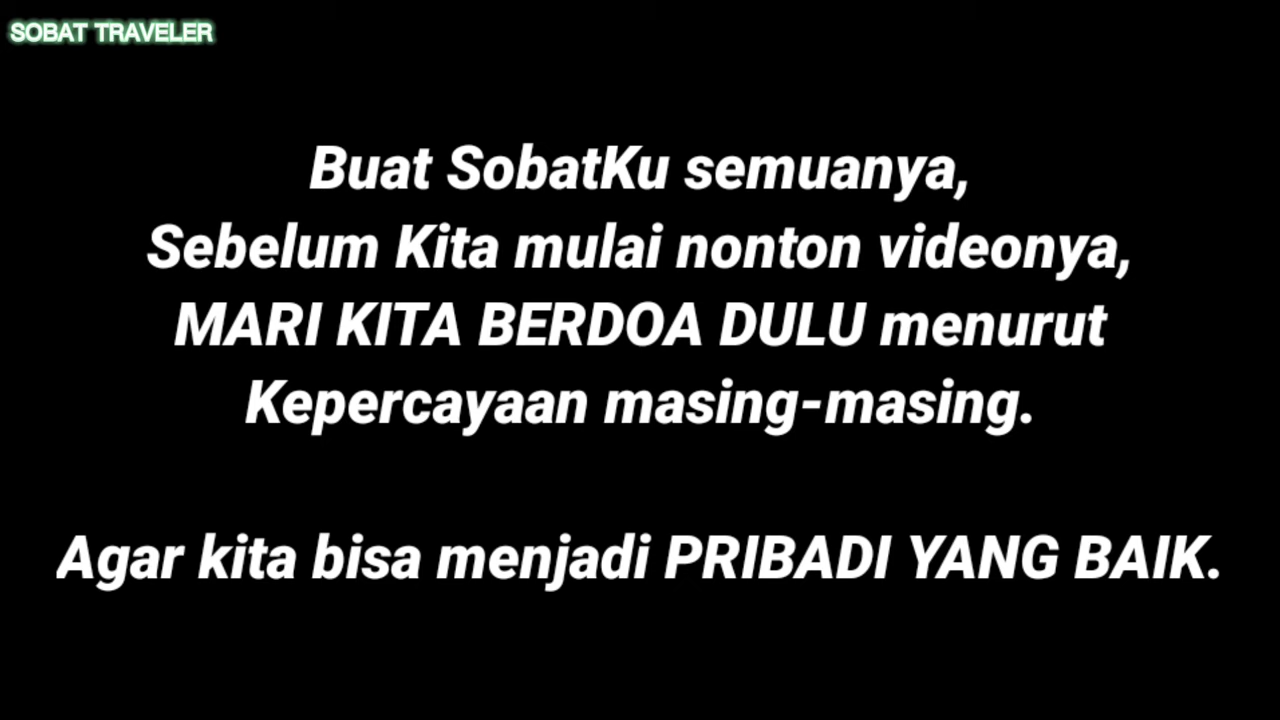 SOBAT TRAVELER
Buat SobatKu semuanya,
Sebelum Kita mulai nonton videonya,
MARI KITA BERDOA DULU menurut
Kepercayaan masing-masing.
Agar kita bisa menjadi PRIBADI YANG BAIK.